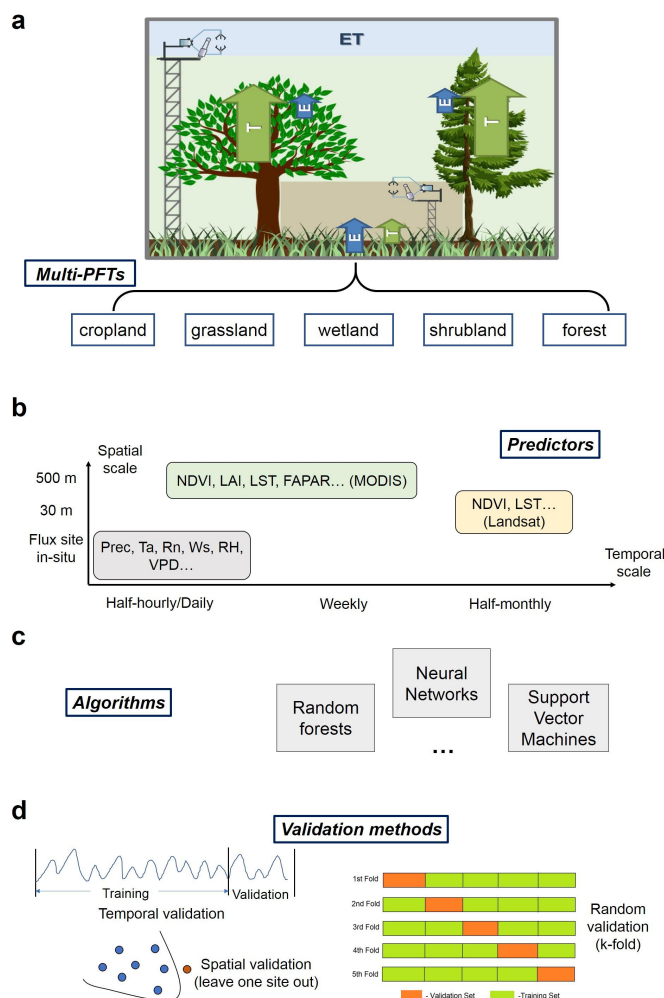 a
ET
T
E
E
T
E
T
Multi-PFTs
cropland
grassland
wetland
shrubland
forest
b
Spatial
scale
Predictors
500 m
NDVI, LAI, LST, FAPAR... (MODIS)
30 m
NDVI, LST...
(Landsat)
Flux site
in-situ
Prec, Ta, Rn, Ws, RH,
VPD...
Temporal
scale
Half-hourly/Daily
Weekly
Half-monthly
c
Algorithms
Random
forests
Neural
Networks
...
Support
Vector
Machines
d
Validation methods
Training
Validation
Temporal validation
Spatial validation
(leave one site out)
1st Fold
2nd Fold
3rd Fold
4th Fold
5th Fold
Random
validation
(k-fold)
- Validation Set
-Training Set